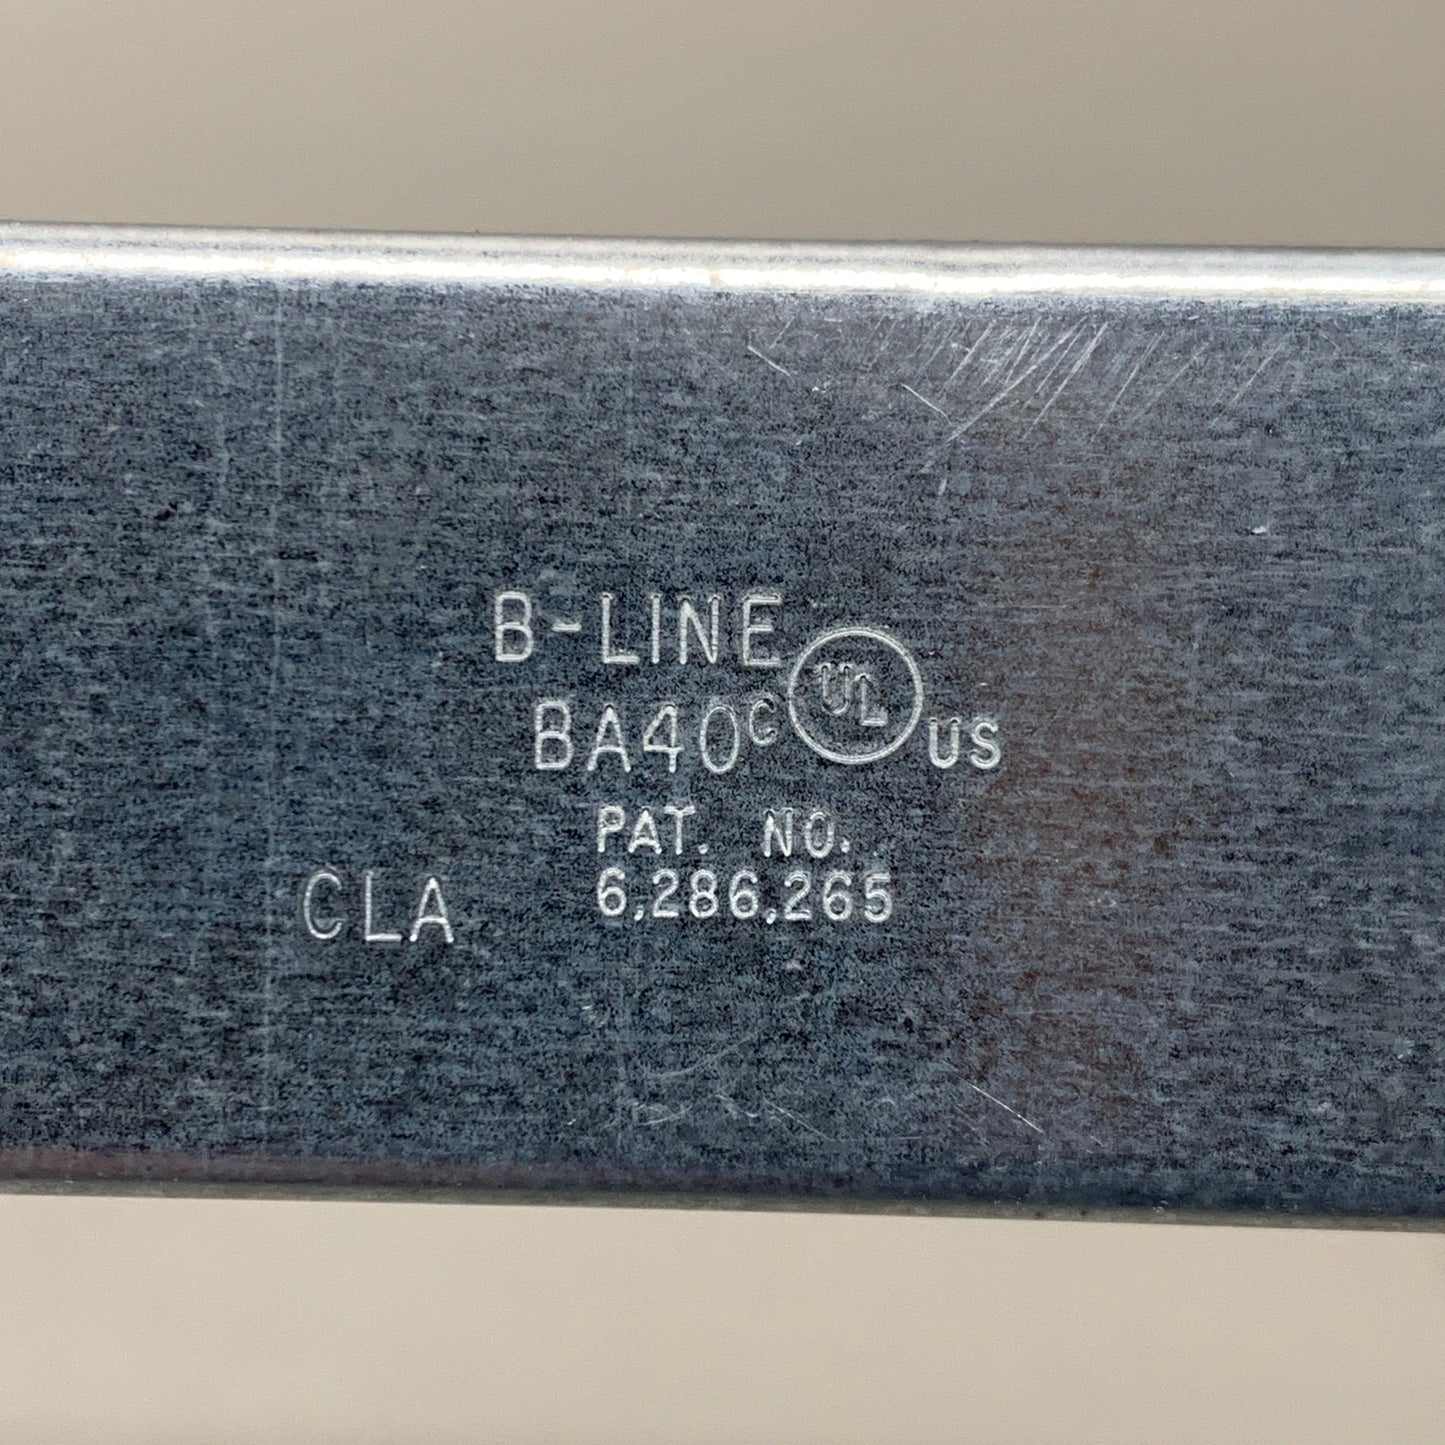 B-LINE
BA40 C UL US
PAT. NO.
6,286,265
CLA